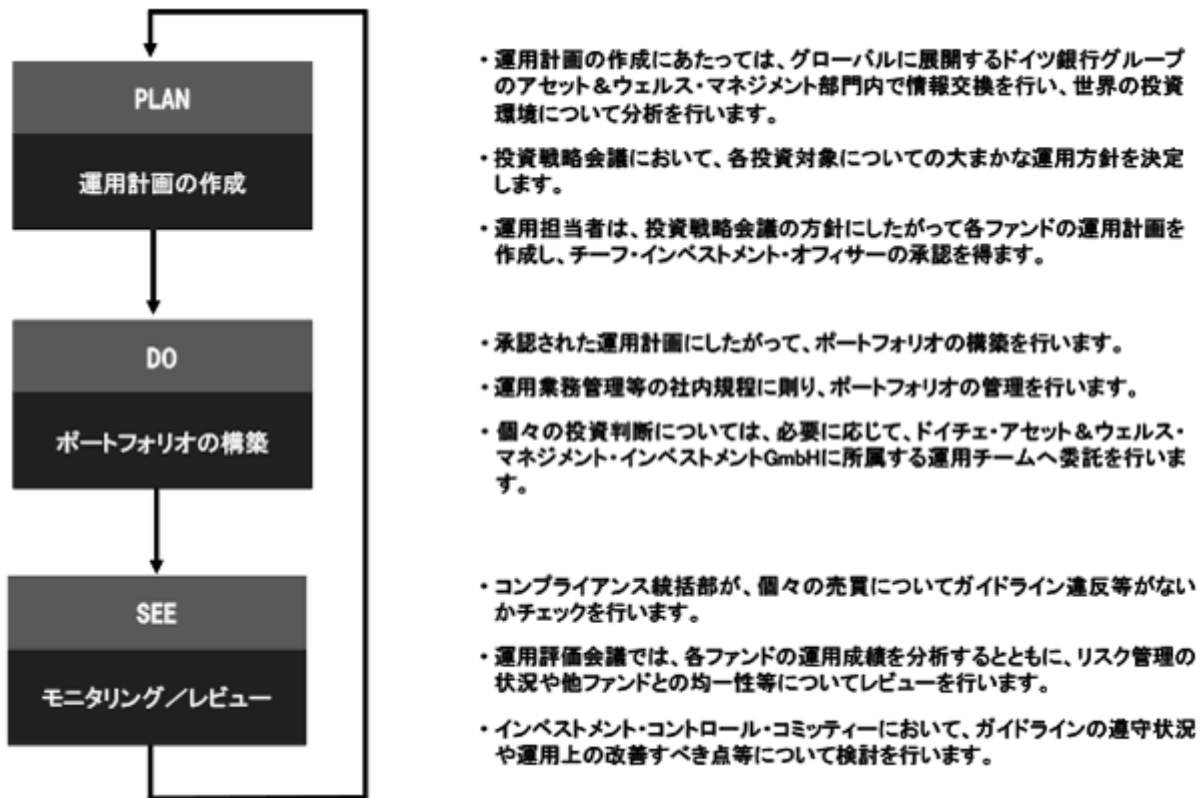 PLAN
運用計画の作成
・運用計画の作成にあたっては、グローバルに展開するドイツ銀行グループ
のアセット＆ウェルス・マネジメント部門内で情報交換を行い、世界の投資
環境について分析を行います。
・投資戦略会議において、各投資対象についての大まかな運用方針を決定
します。
・運用担当者は、投資戦略会議の方針にしたがって各ファンドの運用計画を
作成し、チーフ・インベストメント・オフィサーの承認を得ます。
DO
ポートフォリオの構築
・承認された運用計画にしたがって、ポートフォリオの構築を行います。
・運用業務管理等の社内規程に則り、ポートフォリオの管理を行います。
・個々の投資判断については、必要に応じて、ドイチェ・アセット＆ウェルス・
マネジメント・インベストメントGmbHに所属する運用チームへ委託を行いま
す。
SEE
モニタリング／レビュー
・コンプライアンス統括部が、個々の売買についてガイドライン違反等がない
かチェックを行います。
・運用評価会議では、各ファンドの運用成績を分析するとともに、リスク管理の
状況や他ファンドとの均一性等についてレビューを行います。
・インベストメント・コントロール・コミッティーにおいて、ガイドラインの遵守状況
や運用上の改善すべき点等について検討を行います。